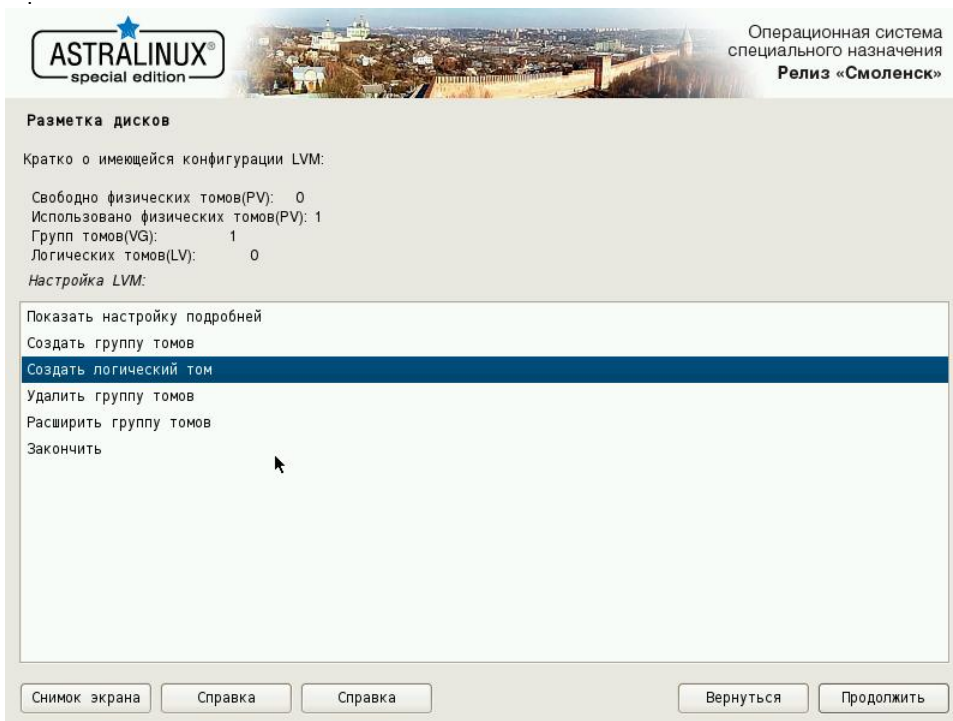 ASTRALINUX®
special edition
Операционная система
специального назначения
Релиз «Смоленск»
Разметка дисков
Кратко о имеющейся конфигурации LVM:
Свободно физических томов(PV): 0
Использовано физических томов(PV): 1
Групп томов(VG): 1
Логических томов(LV): 0
Настройка LVM:
Показать настройку подробней
Создать группу томов
Создать логический том
Удалить группу томов
Расширить группу томов
Закончить
Снимок экрана Справка Справка Вернуться Продолжить